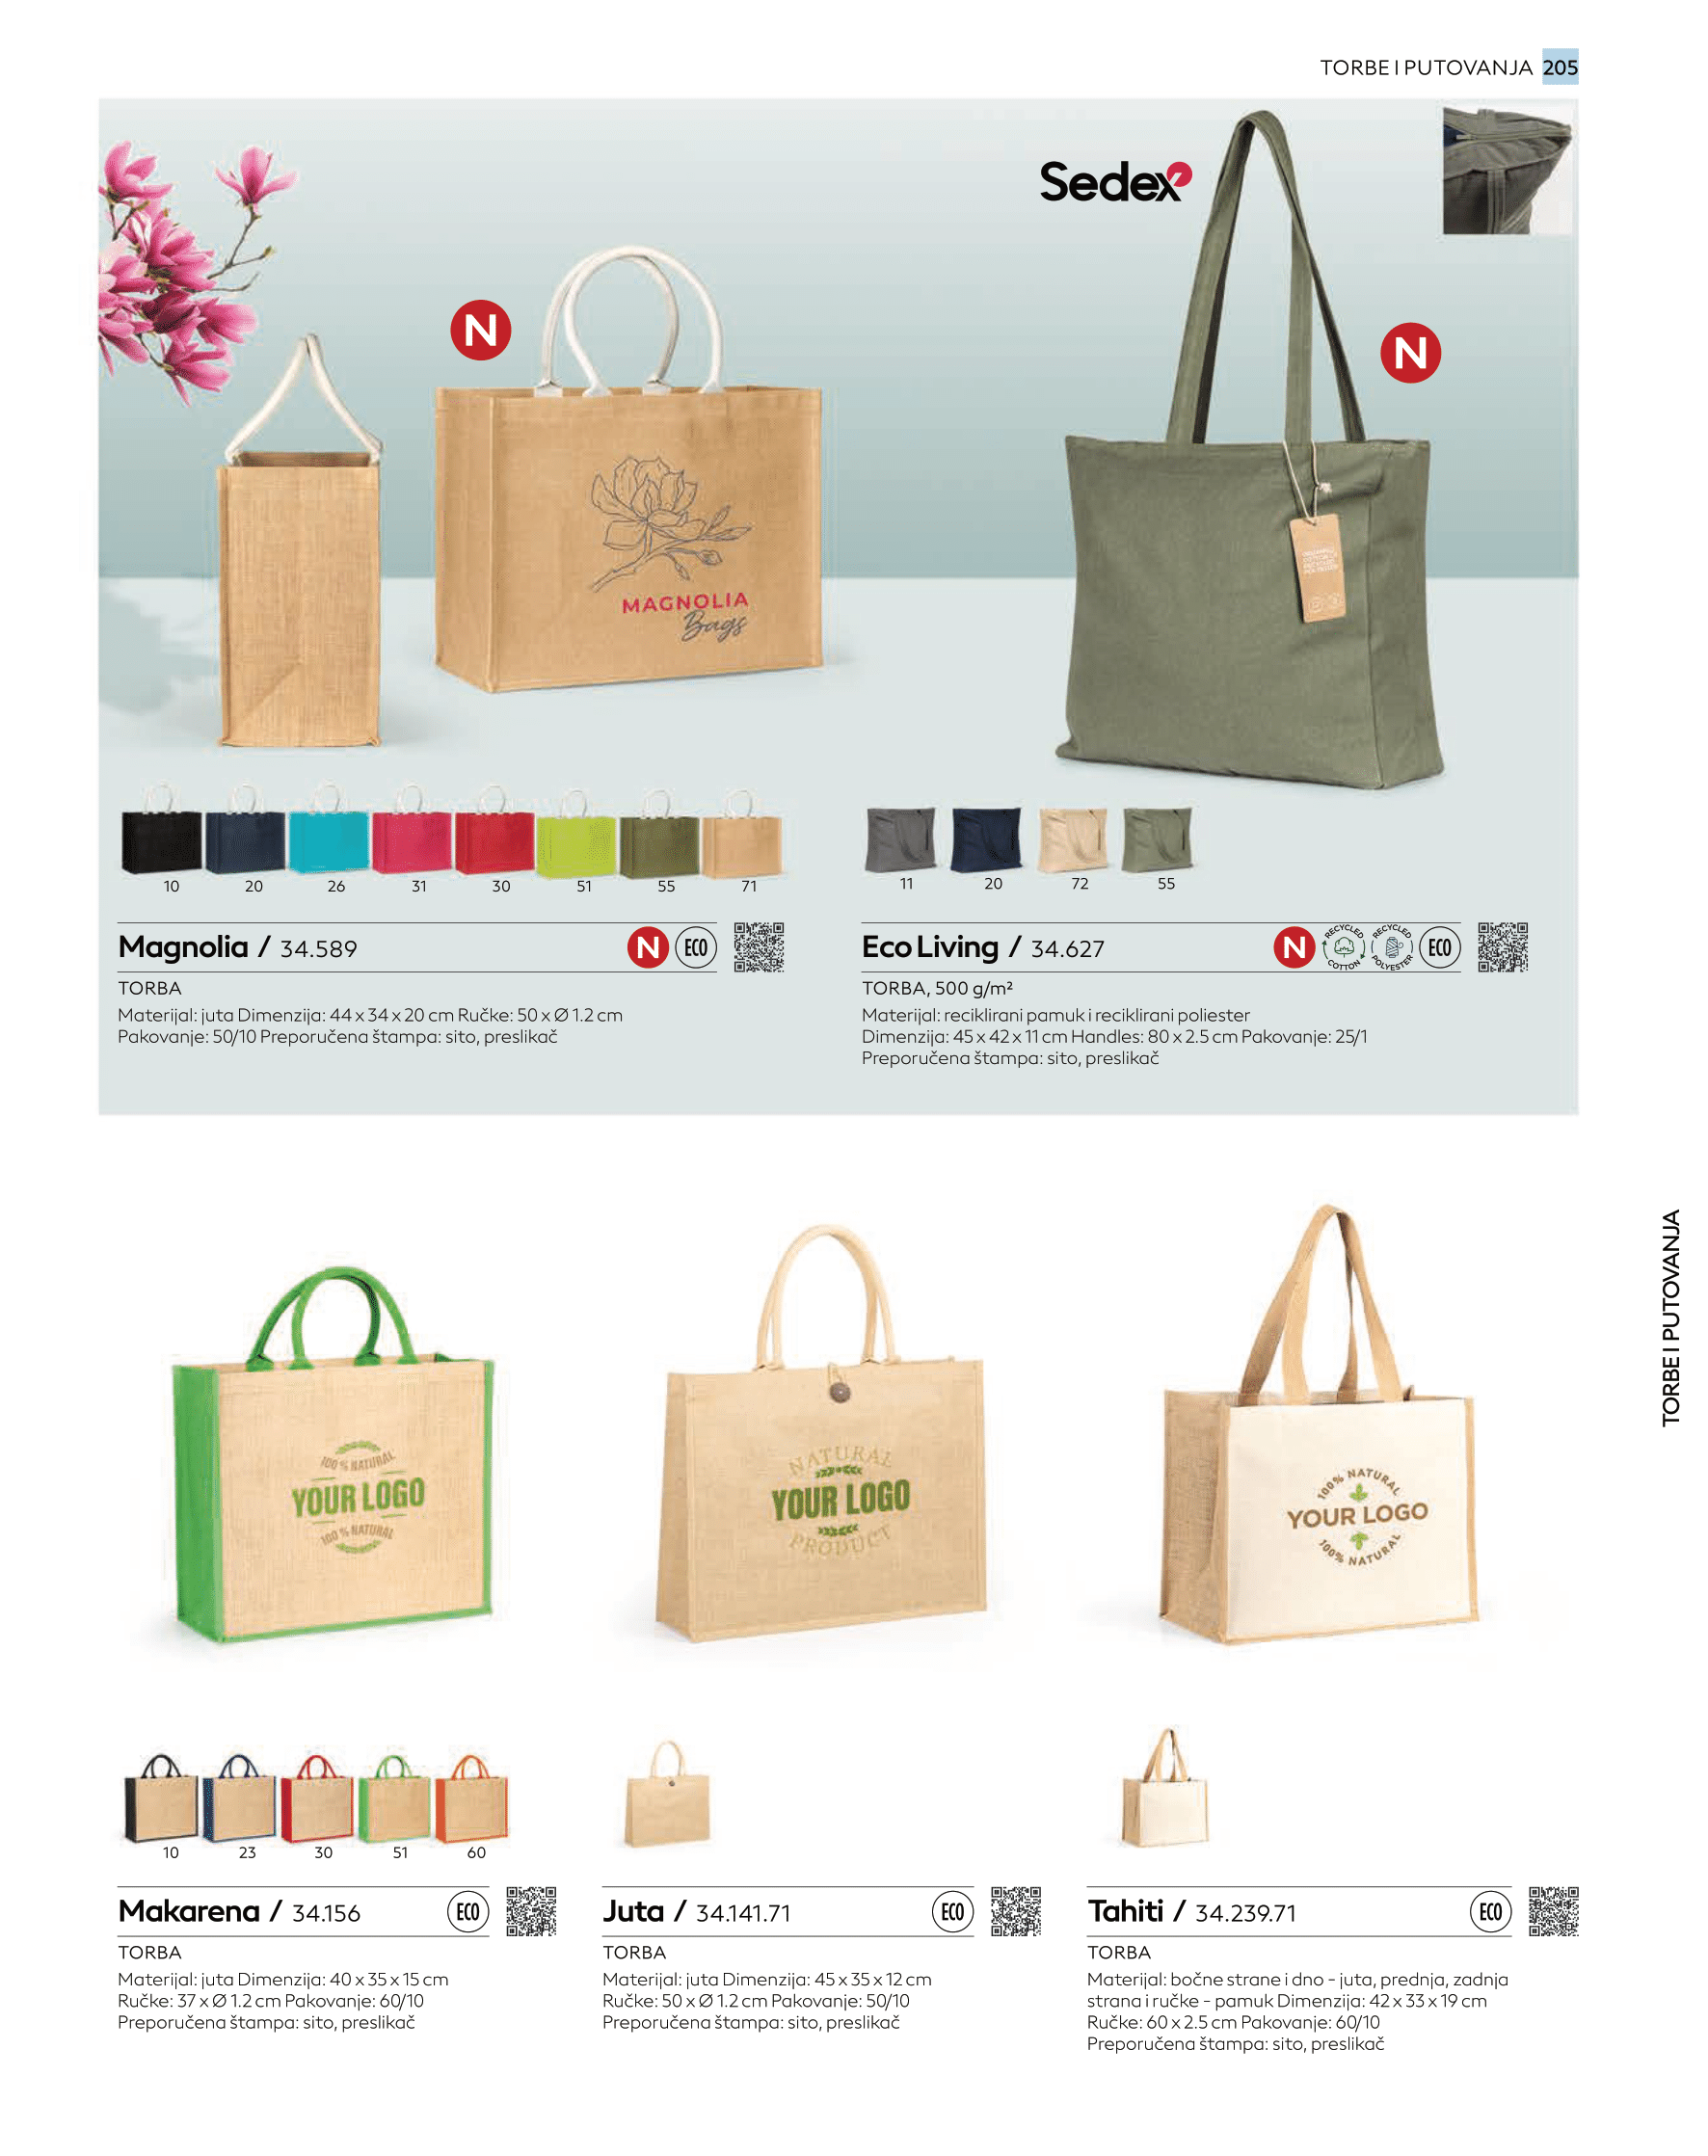 TORBE I PUTOVANJA 205
Sedex
N
N
MAGNOLIA
Bags
10 20 26 31 30 51 55 71
11 20 72 55
Magnolia / 34.589 N ECO
TORBA
Materijal: juta Dimenzija: 44 x 34 x 20 cm Ručke: 50 x Ø 1.2 cm
Pakovanje: 50/10 Preporučena štampa: sito, preslikač
Eco Living / 34.627 N RECYCLED COTTON RECYCLED POLYESTER ECO
TORBA, 500 g/m²
Materijal: reciklirani pamuk i reciklirani poliester
Dimenzija: 45 x 42 x 11 cm Handles: 80 x 2.5 cm Pakovanje: 25/1
Preporučena štampa: sito, preslikač
TORBE I PUTOVANJA
100 % NATURAL
YOUR LOGO
100 % NATURAL
NATURAL
YOUR LOGO
PRODUCT
100% NATURAL
YOUR LOGO
100% NATURAL
10 23 30 51 60
Makarena / 34.156 ECO
TORBA
Materijal: juta Dimenzija: 40 x 35 x 15 cm
Ručke: 37 x Ø 1.2 cm Pakovanje: 60/10
Preporučena štampa: sito, preslikač
Juta / 34.141.71 ECO
TORBA
Materijal: juta Dimenzija: 45 x 35 x 12 cm
Ručke: 50 x Ø 1.2 cm Pakovanje: 50/10
Preporučena štampa: sito, preslikač
Tahiti / 34.239.71 ECO
TORBA
Materijal: bočne strane i dno - juta, prednja, zadnja
strana i ručke - pamuk Dimenzija: 42 x 33 x 19 cm
Ručke: 60 x 2.5 cm Pakovanje: 60/10
Preporučena štampa: sito, preslikač